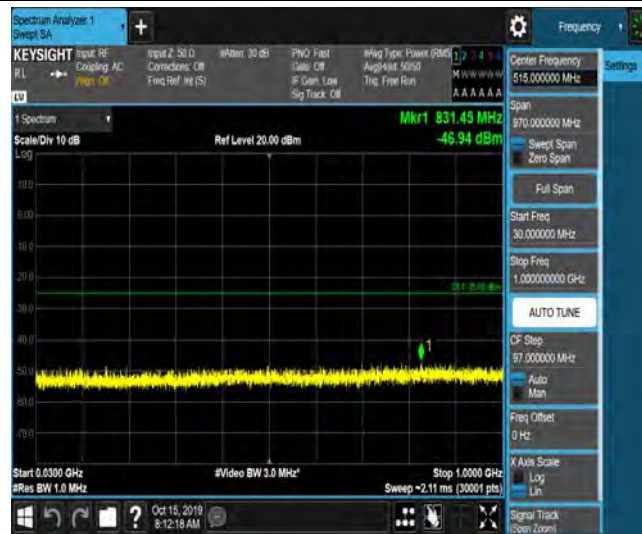 Spectrum Analyzer 1
Swept SA
+
Frequency
KEYSIGHT Input: RF
RL
Coupling: AC
Align: Off
Input Z: 50 Ω
Corrections: Off
Freq Ref: Int (S)
#Atten: 30 dB
PNO: Fast
Gate: Off
IF Gain: Low
Sig Track: Off
#Avg Type: Power (RMS
Avg|Hold: 50/50
Trig: Free Run
1 2 3 4 5 6
M W W W W W
A A A A A A
LV
1 Spectrum
Scale/Div 10 dB
Log
Ref Level 20.00 dBm
Mkr1 831.45 MHz
-46.94 dBm
10.0
0.00
-10.0
-20.0
-30.0
-40.0
-50.0
-60.0
-70.0
1
Start 0.0300 GHz
#Res BW 1.0 MHz
#Video BW 3.0 MHz*
Stop 1.0000 GHz
Sweep ~2.11 ms (30001 pts)
Center Frequency
515.000000 MHz
Settings
Span
970.000000 MHz
Swept Span
Zero Span
Full Span
Start Freq
30.000000 MHz
Stop Freq
1.000000000 GHz
AUTO TUNE
CF Step
97.000000 MHz
Auto
Man
Freq Offset
0 Hz
X Axis Scale
Log
Lin
Signal Track
(Span Zoom)
?
Oct 15, 2019
8:12:18 AM